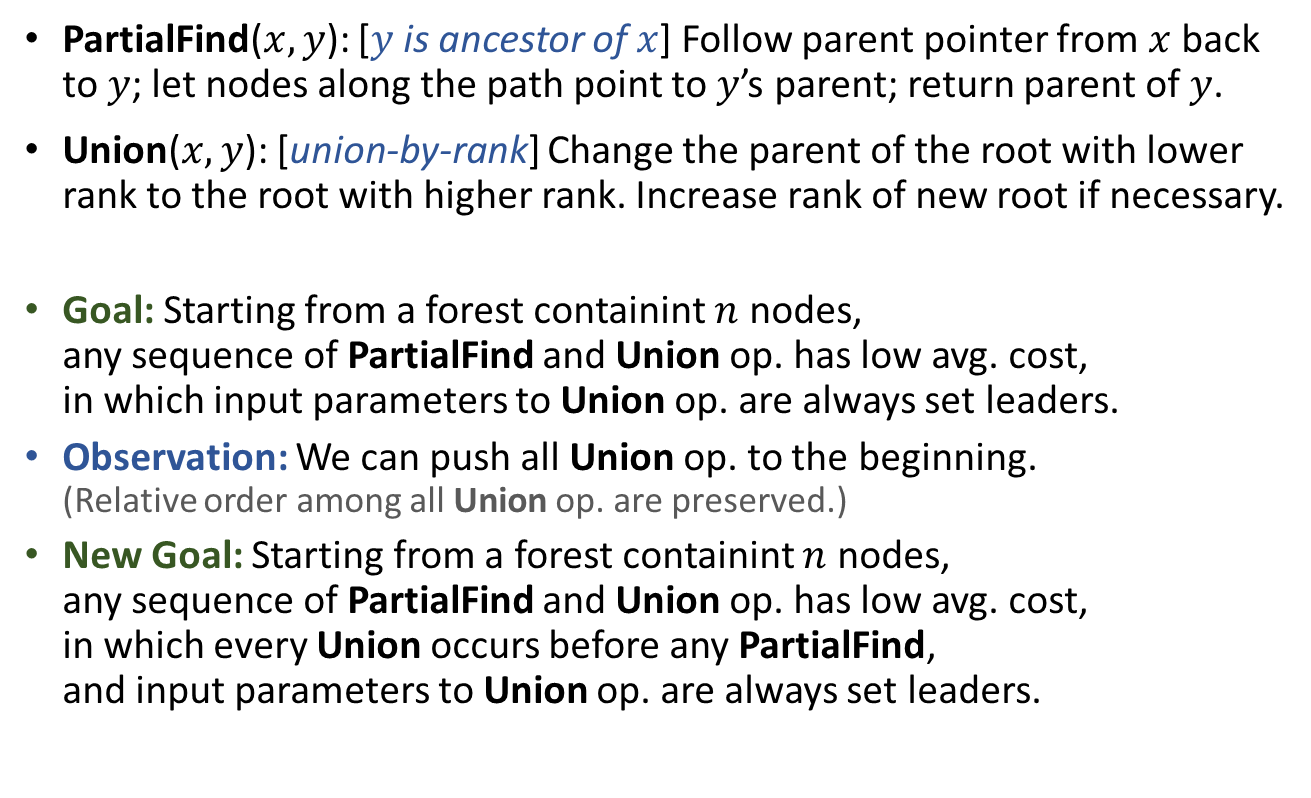 • PartialFind(x, y): [y is ancestor of x] Follow parent pointer from x back
to y; let nodes along the path point to y’s parent; return parent of y.
• Union(x, y): [union-by-rank] Change the parent of the root with lower
rank to the root with higher rank. Increase rank of new root if necessary.
• Goal: Starting from a forest containint n nodes,
any sequence of PartialFind and Union op. has low avg. cost,
in which input parameters to Union op. are always set leaders.
• Observation: We can push all Union op. to the beginning.
(Relative order among all Union op. are preserved.)
• New Goal: Starting from a forest containint n nodes,
any sequence of PartialFind and Union op. has low avg. cost,
in which every Union occurs before any PartialFind,
and input parameters to Union op. are always set leaders.